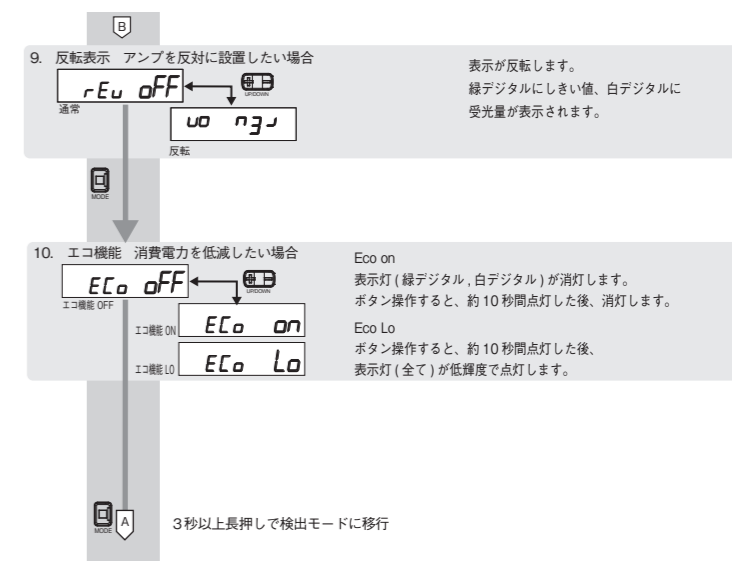 B
9. 反転表示 アンプを反対に設置したい場合
rEv oFF
UP/DOWN
通常
rEv on
反転
表示が反転します。
緑デジタルにしきい値、白デジタルに
受光量が表示されます。
MODE
10. エコ機能 消費電力を低減したい場合
ECo oFF
UP/DOWN
エコ機能 OFF
エコ機能 ON ECo on
エコ機能 LO ECo Lo
Eco on
表示灯 ( 緑デジタル , 白デジタル ) が消灯します。
ボタン操作すると、約 10 秒間点灯した後、消灯します。
Eco Lo
ボタン操作すると、約 10 秒間点灯した後、
表示灯 ( 全て ) が低輝度で点灯します。
MODE
A
3秒以上長押しで検出モードに移行